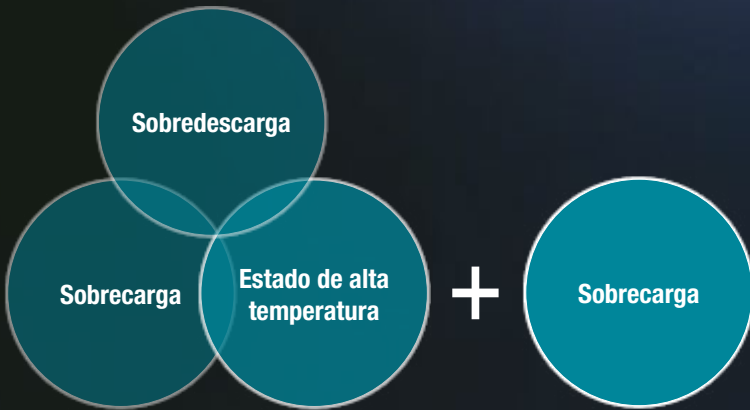 Sobredescarga
Sobrecarga
Estado de alta
temperatura
+
Sobrecarga